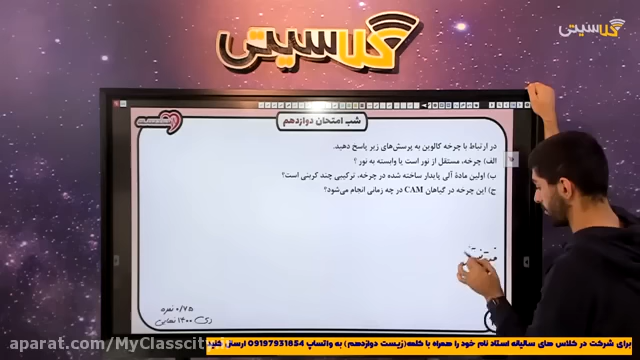 کلاسیتی
کلاسیتی
شب امتحان دوازدهم
در ارتباط با چرخه کالوین به پرسش‌های زیر پاسخ دهید.
الف) چرخه، مستقل از نور است یا وابسته به نور ؟
ب) اولین مادهٔ آلی پایدار ساخته شده در چرخه، ترکیبی چند کربنی است؟
ج) این چرخه در گیاهان CAM در چه زمانی انجام می‌شود؟
۰/۷۵ نمره
دی ۱۴۰۰ نهایی
برای شرکت در کلاس های سالیانه استاد نام خود را همراه با کلمه(زیست دوازدهم) به واتساپ 09197931854 ارسال کنید
aparat.com/MyClasscity